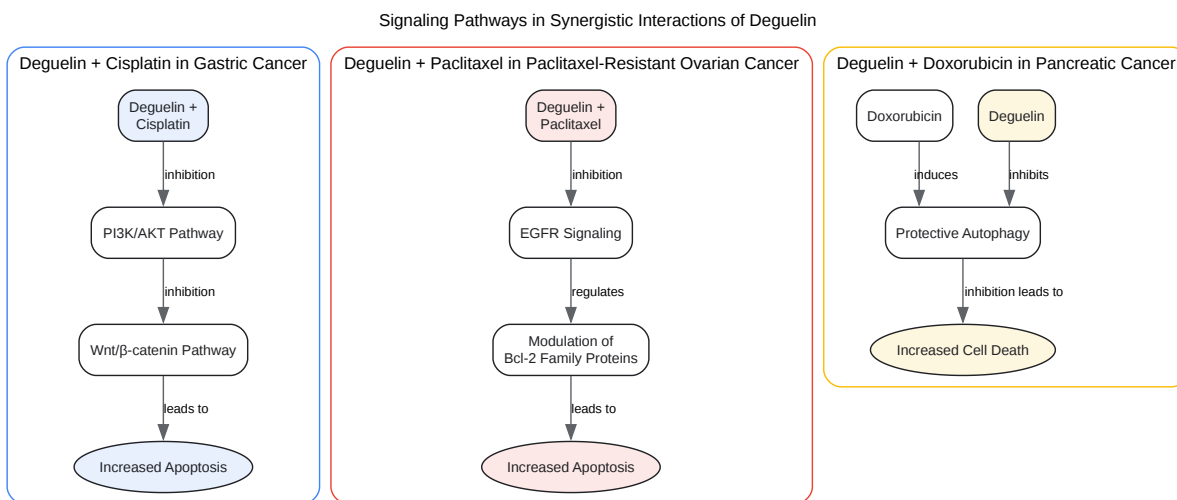 Signaling Pathways in Synergistic Interactions of Deguelin
Deguelin + Cisplatin in Gastric Cancer
Deguelin +
Cisplatin
inhibition
PI3K/AKT Pathway
inhibition
Wnt/β-catenin Pathway
leads to
Increased Apoptosis
Deguelin + Paclitaxel in Paclitaxel-Resistant Ovarian Cancer
Deguelin +
Paclitaxel
inhibition
EGFR Signaling
regulates
Modulation of
Bcl-2 Family Proteins
leads to
Increased Apoptosis
Deguelin + Doxorubicin in Pancreatic Cancer
Doxorubicin
Deguelin
induces
inhibits
Protective Autophagy
inhibition leads to
Increased Cell Death